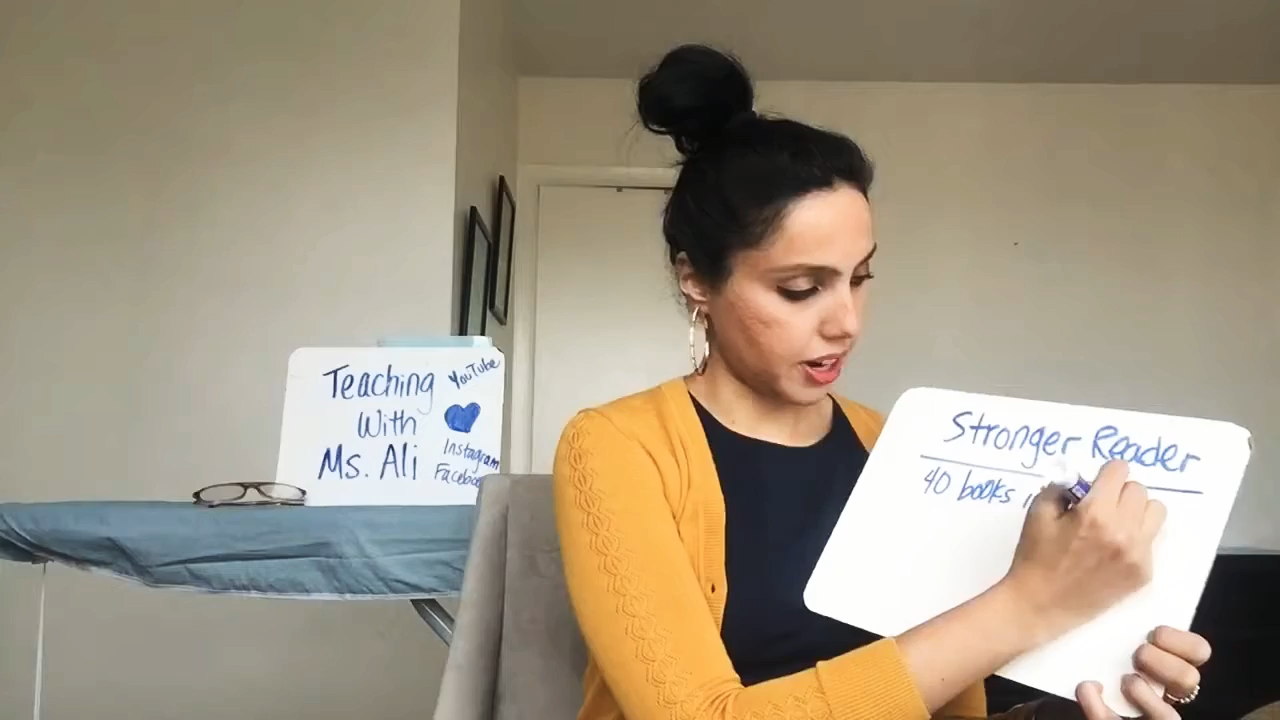 Teaching
With
Ms. Ali
YouTube
Instagram
Stronger Reader
40 books